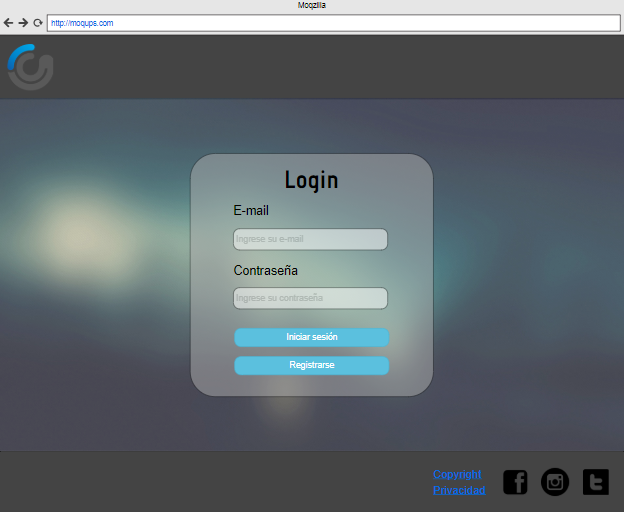 Moqzilla
http://moqups.com
Login
E-mail
Ingrese su e-mail
Contraseña
Ingrese su contraseña
Iniciar sesión
Registrarse
Copyright
Privacidad